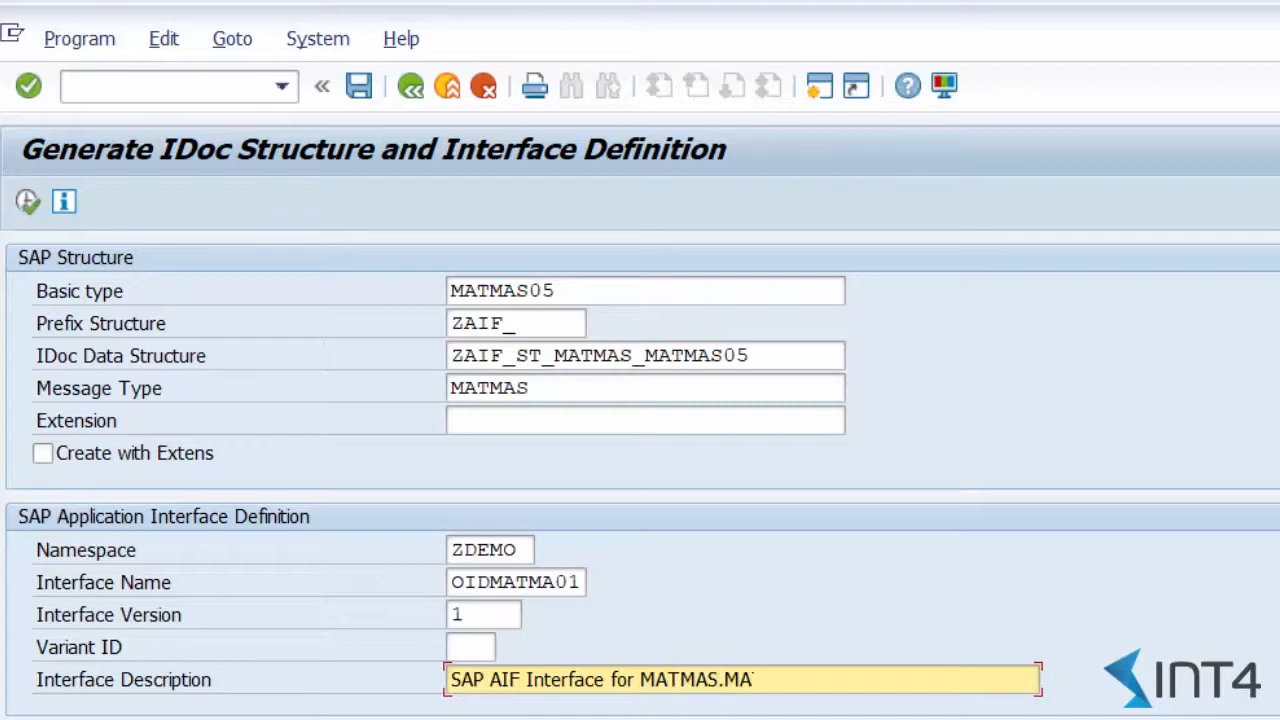 Program Edit Goto System Help
Generate IDoc Structure and Interface Definition
SAP Structure
Basic type MATMAS05
Prefix Structure ZAIF_
IDoc Data Structure ZAIF_ST_MATMAS_MATMAS05
Message Type MATMAS
Extension
Create with Extens
SAP Application Interface Definition
Namespace ZDEMO
Interface Name OIDMATMA01
Interface Version 1
Variant ID
Interface Description SAP AIF Interface for MATMAS.MA
INT4